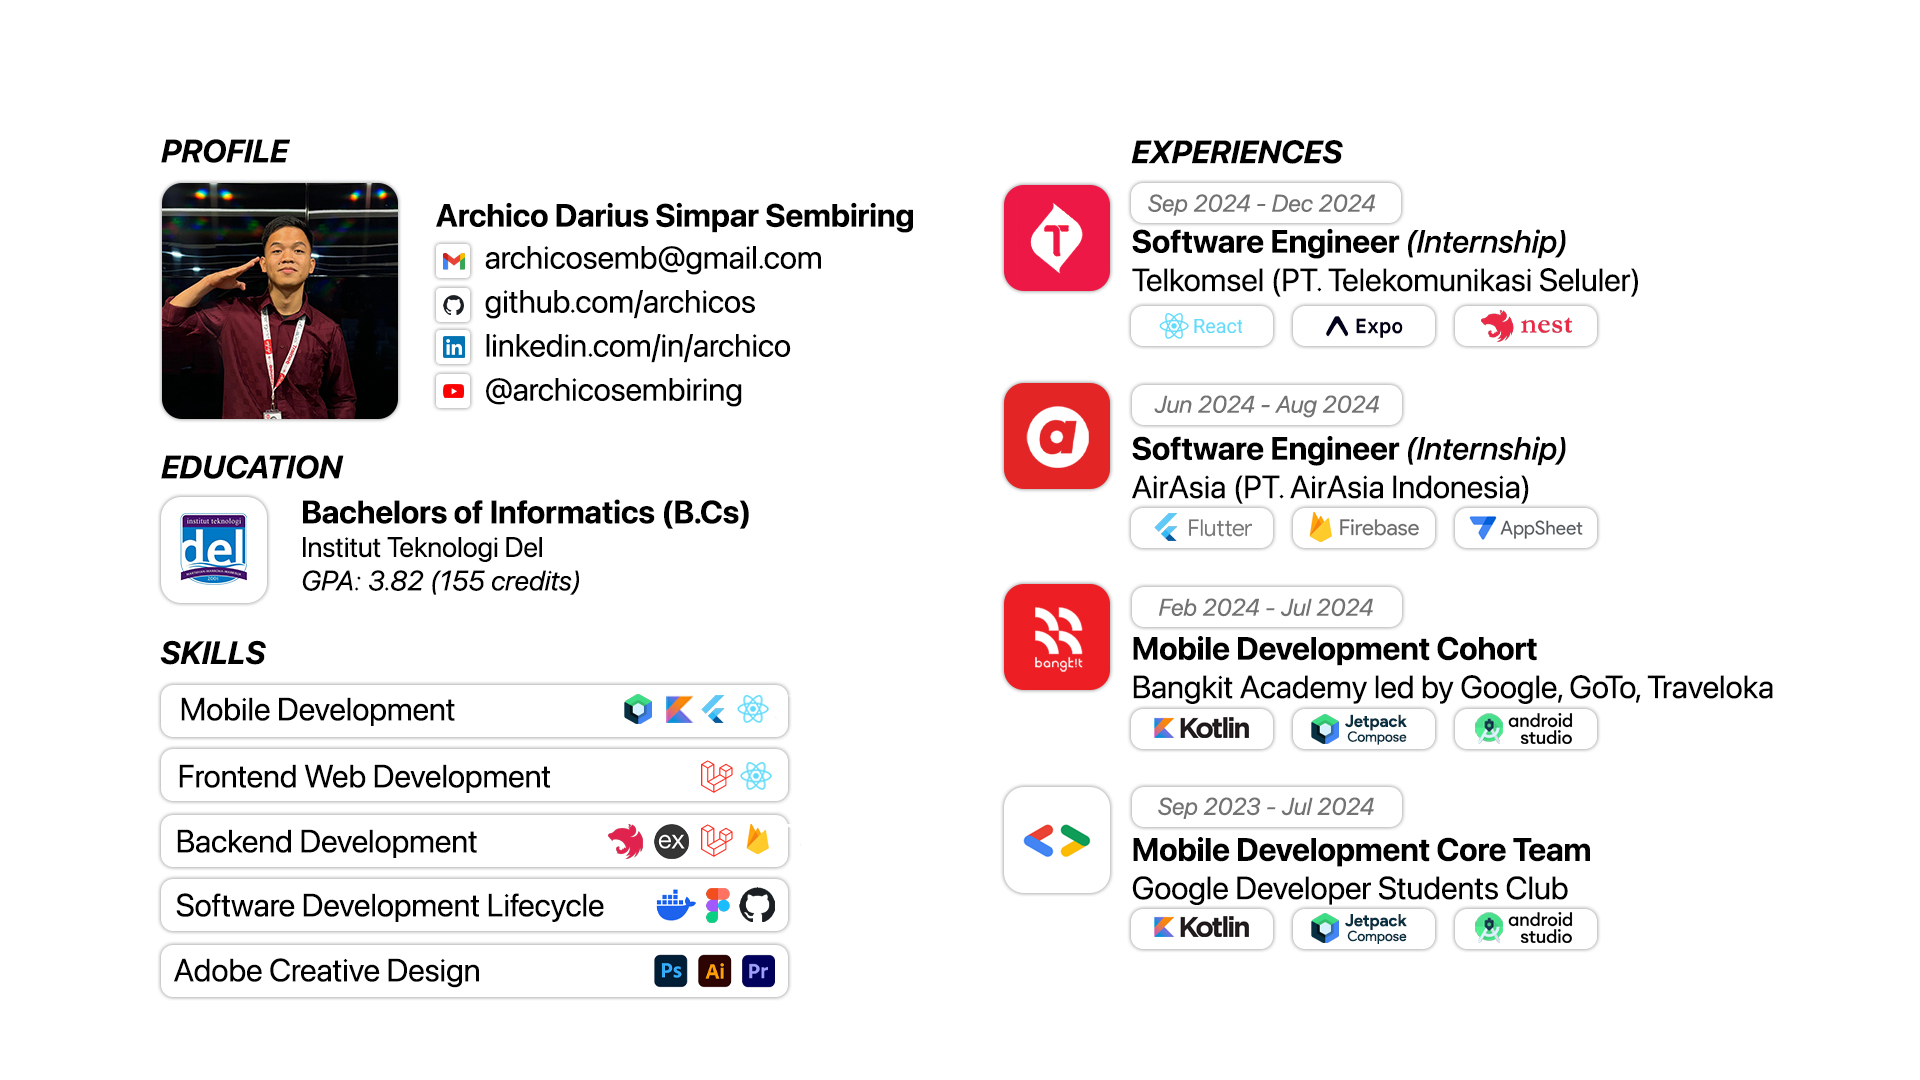 PROFILE
Archico Darius Simpar Sembiring
archicosemb@gmail.com
github.com/archicos
linkedin.com/in/archico
@archicosembiring
EDUCATION
institut teknologi
del
2001
Bachelors of Informatics (B.Cs)
Institut Teknologi Del
GPA: 3.82 (155 credits)
SKILLS
Mobile Development
Frontend Web Development
Backend Development
ex
Software Development Lifecycle
Adobe Creative Design
Ps Ai Pr
EXPERIENCES
T
Sep 2024 - Dec 2024
Software Engineer (Internship)
Telkomsel (PT. Telekomunikasi Seluler)
React Expo nest
a
Jun 2024 - Aug 2024
Software Engineer (Internship)
AirAsia (PT. AirAsia Indonesia)
Flutter Firebase AppSheet
bangk!t
Feb 2024 - Jul 2024
Mobile Development Cohort
Bangkit Academy led by Google, GoTo, Traveloka
Kotlin Jetpack Compose android studio
Sep 2023 - Jul 2024
Mobile Development Core Team
Google Developer Students Club
Kotlin Jetpack Compose android studio